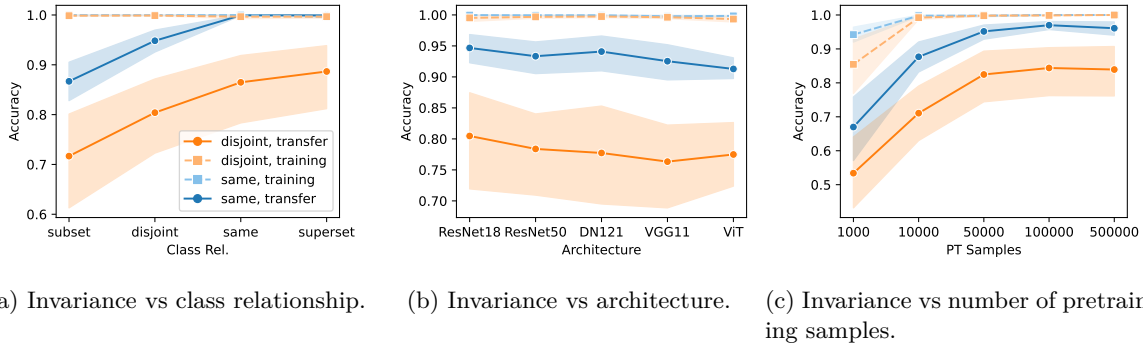 1.0
0.9
0.8
0.7
0.6
Accuracy
subset disjoint same superset
Class Rel.
disjoint, transfer
disjoint, training
same, training
same, transfer
1.00
0.95
0.90
0.85
0.80
0.75
0.70
Accuracy
ResNet18 ResNet50 DN121 VGG11 ViT
Architecture
1.0
0.9
0.8
0.7
0.6
0.5
Accuracy
1000 10000 50000 100000 500000
PT Samples
a) Invariance vs class relationship.
(b) Invariance vs architecture.
(c) Invariance vs number of pretrain
ing samples.